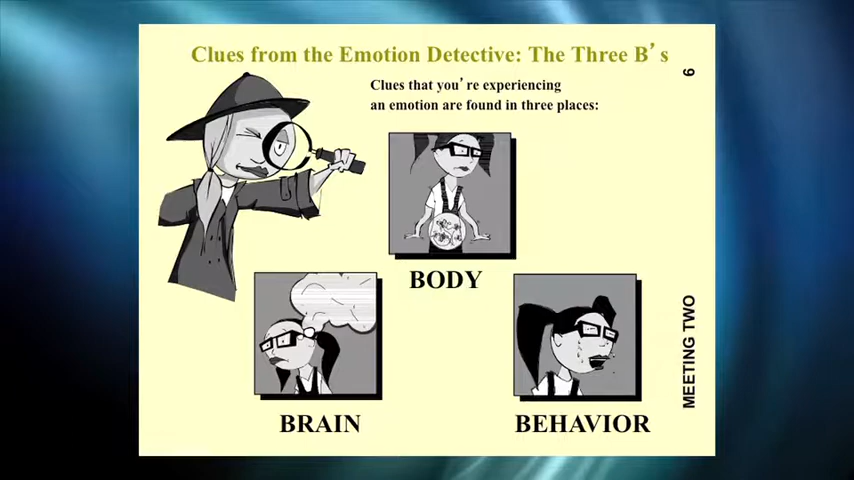 Clues from the Emotion Detective: The Three B's
Clues that you're experiencing
an emotion are found in three places:
BODY
BRAIN
BEHAVIOR
6
MEETING TWO